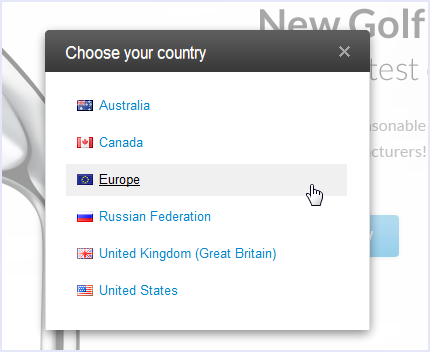 New Golf
Choose your country
test
Australia
sonable
Canada
cturers!
Europe
Russian Federation
United Kingdom (Great Britain)
United States